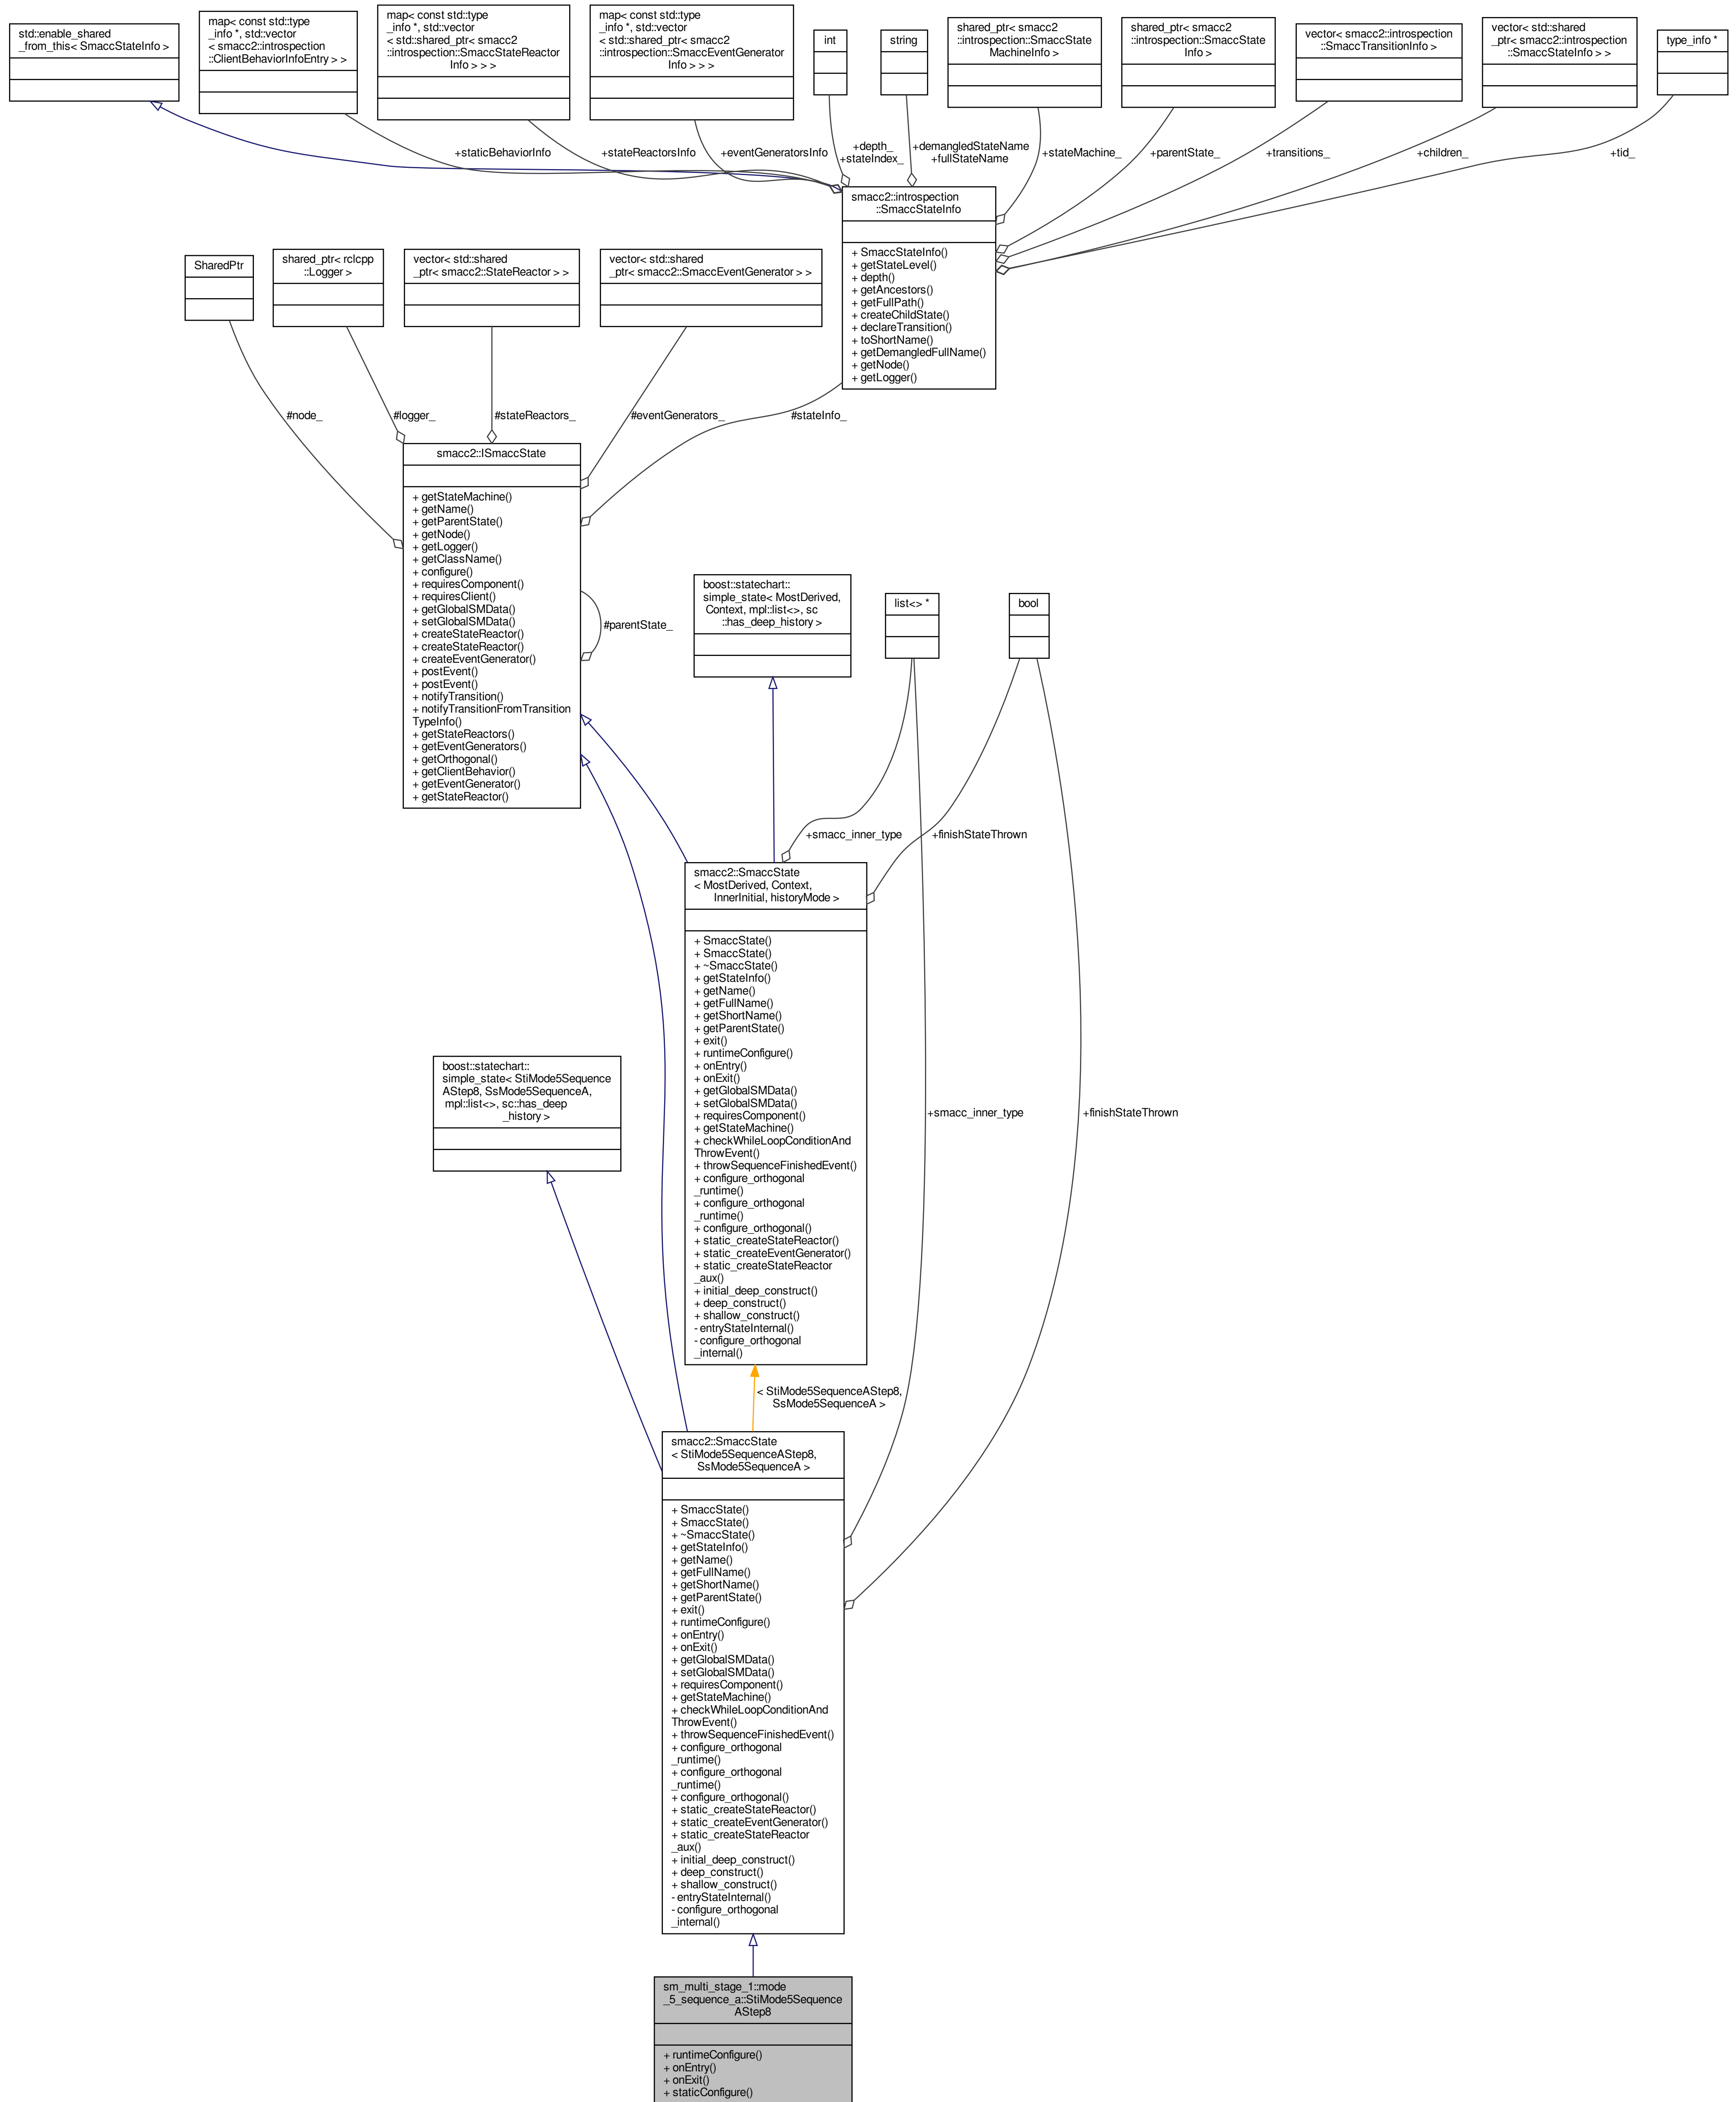 std::enable_shared
_from_this< SmaccStateInfo >
map< const std::type
_info *, std::vector
< smacc2::introspection
::ClientBehaviorInfoEntry > >
map< const std::type
_info *, std::vector
< std::shared_ptr< smacc2
::introspection::SmaccStateReactor
Info > > >
map< const std::type
_info *, std::vector
< std::shared_ptr< smacc2
::introspection::SmaccEventGenerator
Info > > >
int
string
shared_ptr< smacc2
::introspection::SmaccState
MachineInfo >
shared_ptr< smacc2
::introspection::SmaccState
Info >
vector< smacc2::introspection
::SmaccTransitionInfo >
vector< std::shared
_ptr< smacc2::introspection
::SmaccStateInfo > >
type_info *
+staticBehaviorInfo
+stateReactorsInfo
+eventGeneratorsInfo
+depth_
+stateIndex_
+demangledStateName
+fullStateName
+stateMachine_
+parentState_
+transitions_
+children_
+tid_
smacc2::introspection
::SmaccStateInfo
+ SmaccStateInfo()
+ getStateLevel()
+ depth()
+ getAncestors()
+ getFullPath()
+ createChildState()
+ declareTransition()
+ toShortName()
+ getDemangledFullName()
+ getNode()
+ getLogger()
SharedPtr
shared_ptr< rclcpp
::Logger >
vector< std::shared
_ptr< smacc2::StateReactor > >
vector< std::shared
_ptr< smacc2::SmaccEventGenerator > >
#node_
#logger_
#stateReactors_
#eventGenerators_
#stateInfo_
smacc2::ISmaccState
+ getStateMachine()
+ getName()
+ getParentState()
+ getNode()
+ getLogger()
+ getClassName()
+ configure()
+ requiresComponent()
+ requiresClient()
+ getGlobalSMData()
+ setGlobalSMData()
+ createStateReactor()
+ createStateReactor()
+ createEventGenerator()
+ postEvent()
+ postEvent()
+ notifyTransition()
+ notifyTransitionFromTransition
TypeInfo()
+ getStateReactors()
+ getEventGenerators()
+ getOrthogonal()
+ getClientBehavior()
+ getEventGenerator()
+ getStateReactor()
#parentState_
boost::statechart::
simple_state< MostDerived,
Context, mpl::list<>, sc
::has_deep_history >
list<> *
bool
+smacc_inner_type
+finishStateThrown
smacc2::SmaccState
< MostDerived, Context,
InnerInitial, historyMode >
+ SmaccState()
+ SmaccState()
+ ~SmaccState()
+ getStateInfo()
+ getName()
+ getFullName()
+ getShortName()
+ getParentState()
+ exit()
+ runtimeConfigure()
+ onEntry()
+ onExit()
+ getGlobalSMData()
+ setGlobalSMData()
+ requiresComponent()
+ getStateMachine()
+ checkWhileLoopConditionAnd
ThrowEvent()
+ throwSequenceFinishedEvent()
+ configure_orthogonal
_runtime()
+ configure_orthogonal
_runtime()
+ configure_orthogonal()
+ static_createStateReactor()
+ static_createEventGenerator()
+ static_createStateReactor
_aux()
+ initial_deep_construct()
+ deep_construct()
+ shallow_construct()
- entryStateInternal()
- configure_orthogonal
_internal()
boost::statechart::
simple_state< StiMode5Sequence
AStep8, SsMode5SequenceA,
mpl::list<>, sc::has_deep
_history >
+smacc_inner_type
+finishStateThrown
< StiMode5SequenceAStep8,
SsMode5SequenceA >
smacc2::SmaccState
< StiMode5SequenceAStep8,
SsMode5SequenceA >
+ SmaccState()
+ SmaccState()
+ ~SmaccState()
+ getStateInfo()
+ getName()
+ getFullName()
+ getShortName()
+ getParentState()
+ exit()
+ runtimeConfigure()
+ onEntry()
+ onExit()
+ getGlobalSMData()
+ setGlobalSMData()
+ requiresComponent()
+ getStateMachine()
+ checkWhileLoopConditionAnd
ThrowEvent()
+ throwSequenceFinishedEvent()
+ configure_orthogonal
_runtime()
+ configure_orthogonal
_runtime()
+ configure_orthogonal()
+ static_createStateReactor()
+ static_createEventGenerator()
+ static_createStateReactor
_aux()
+ initial_deep_construct()
+ deep_construct()
+ shallow_construct()
- entryStateInternal()
- configure_orthogonal
_internal()
sm_multi_stage_1::mode
_5_sequence_a::StiMode5Sequence
AStep8
+ runtimeConfigure()
+ onEntry()
+ onExit()
+ staticConfigure()